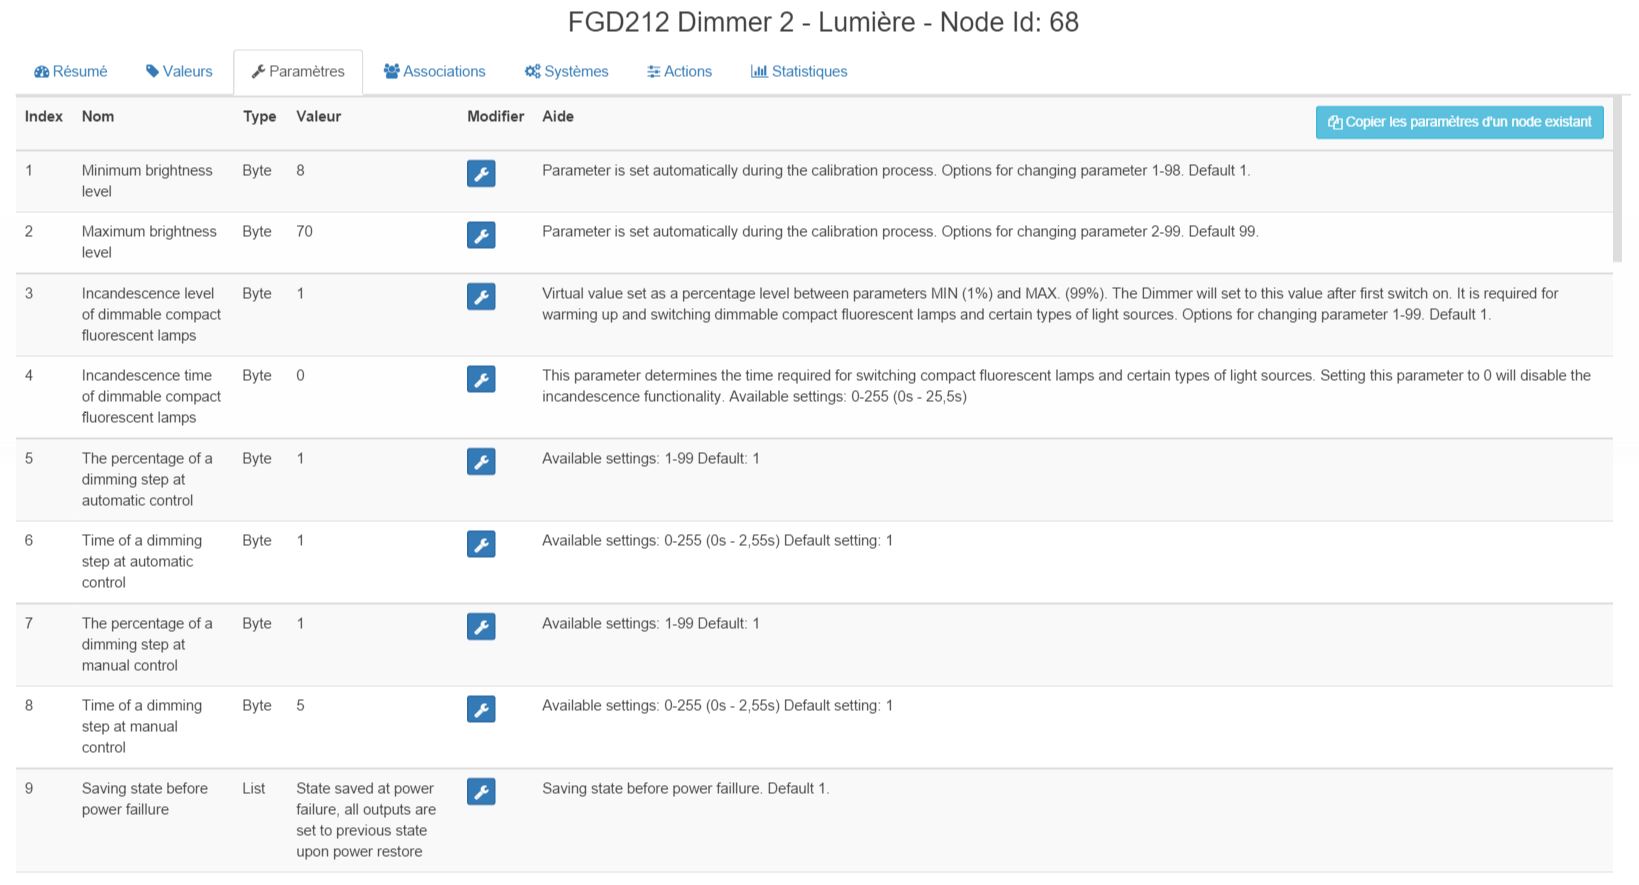 FGD212 Dimmer 2 - Lumière - Node Id: 68
Résumé Valeurs Paramètres Associations Systèmes Actions Statistiques
Index Nom Type Valeur Modifier Aide Copier les paramètres d'un node existant
1 Minimum brightness Byte 8 Parameter is set automatically during the calibration process. Options for changing parameter 1-98. Default 1.
level
2 Maximum brightness Byte 70 Parameter is set automatically during the calibration process. Options for changing parameter 2-99. Default 99.
level
3 Incandescence level Byte 1 Virtual value set as a percentage level between parameters MIN (1%) and MAX. (99%). The Dimmer will set to this value after first switch on. It is required for
of dimmable compact warming up and switching dimmable compact fluorescent lamps and certain types of light sources. Options for changing parameter 1-99. Default 1.
fluorescent lamps
4 Incandescence time Byte 0 This parameter determines the time required for switching compact fluorescent lamps and certain types of light sources. Setting this parameter to 0 will disable the
of dimmable compact incandescence functionality. Available settings: 0-255 (0s - 25,5s)
fluorescent lamps
5 The percentage of a Byte 1 Available settings: 1-99 Default: 1
dimming step at
automatic control
6 Time of a dimming Byte 1 Available settings: 0-255 (0s - 2,55s) Default setting: 1
step at automatic
control
7 The percentage of a Byte 1 Available settings: 1-99 Default: 1
dimming step at
manual control
8 Time of a dimming Byte 5 Available settings: 0-255 (0s - 2,55s) Default setting: 1
step at manual
control
9 Saving state before List State saved at power Saving state before power faillure. Default 1.
power faillure failure, all outputs are
set to previous state
upon power restore